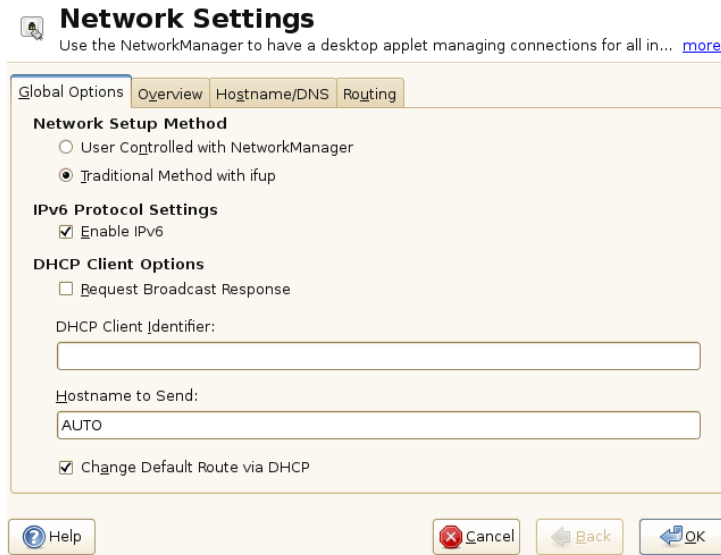 Network Settings
Use the NetworkManager to have a desktop applet managing connections for all in... more
Global Options Overview Hostname/DNS Routing
Network Setup Method
User Controlled with NetworkManager
Traditional Method with ifup
IPv6 Protocol Settings
Enable IPv6
DHCP Client Options
Request Broadcast Response
DHCP Client Identifier:
Hostname to Send:
AUTO
Change Default Route via DHCP
Help Cancel Back OK